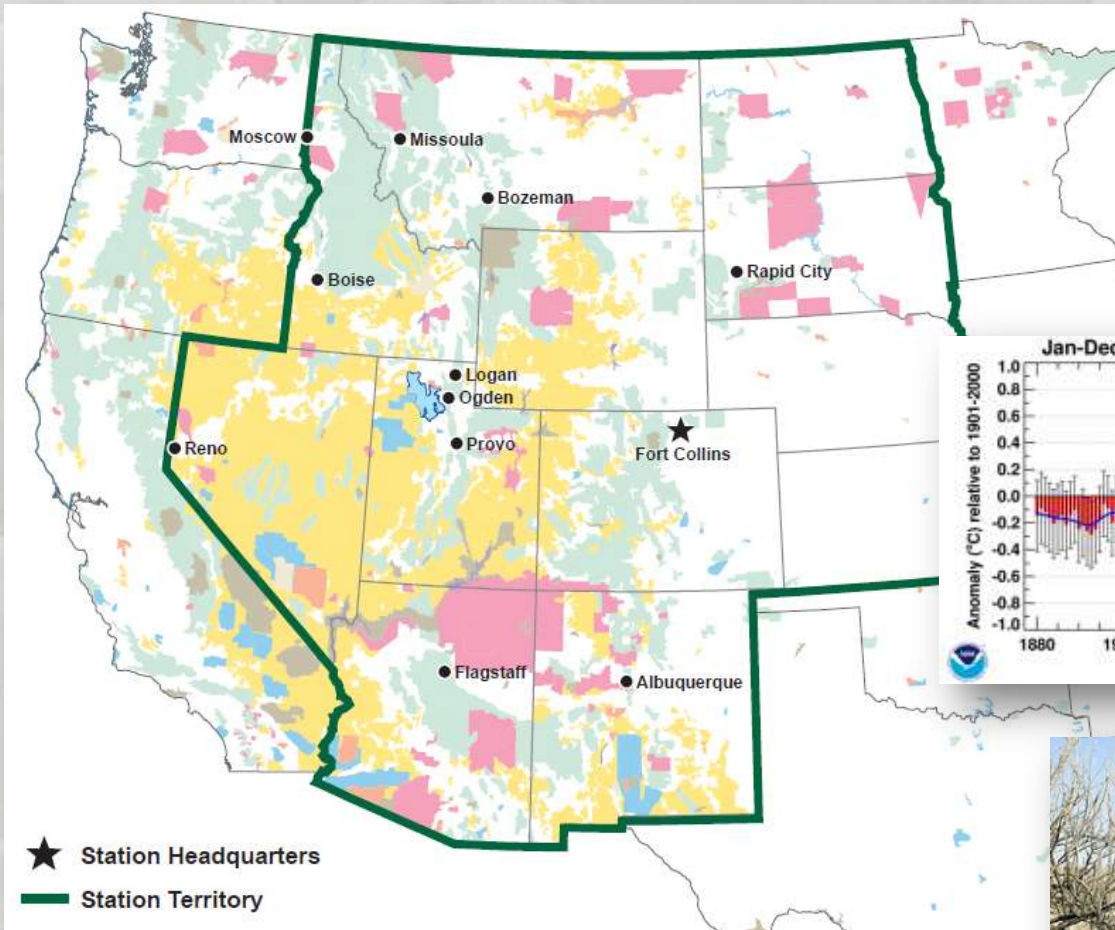 Moscow
Missoula
Bozeman
Boise
Rapid City
Logan
Ogden
Provo
Fort Collins
Reno
Flagstaff
Albuquerque
Station Headquarters
Station Territory
Jan-Dec
Anomaly (°C) relative to 1901-2000
1.0
0.8
0.6
0.4
0.2
0.0
-0.2
-0.4
-0.6
-0.8
-1.0
1880
19